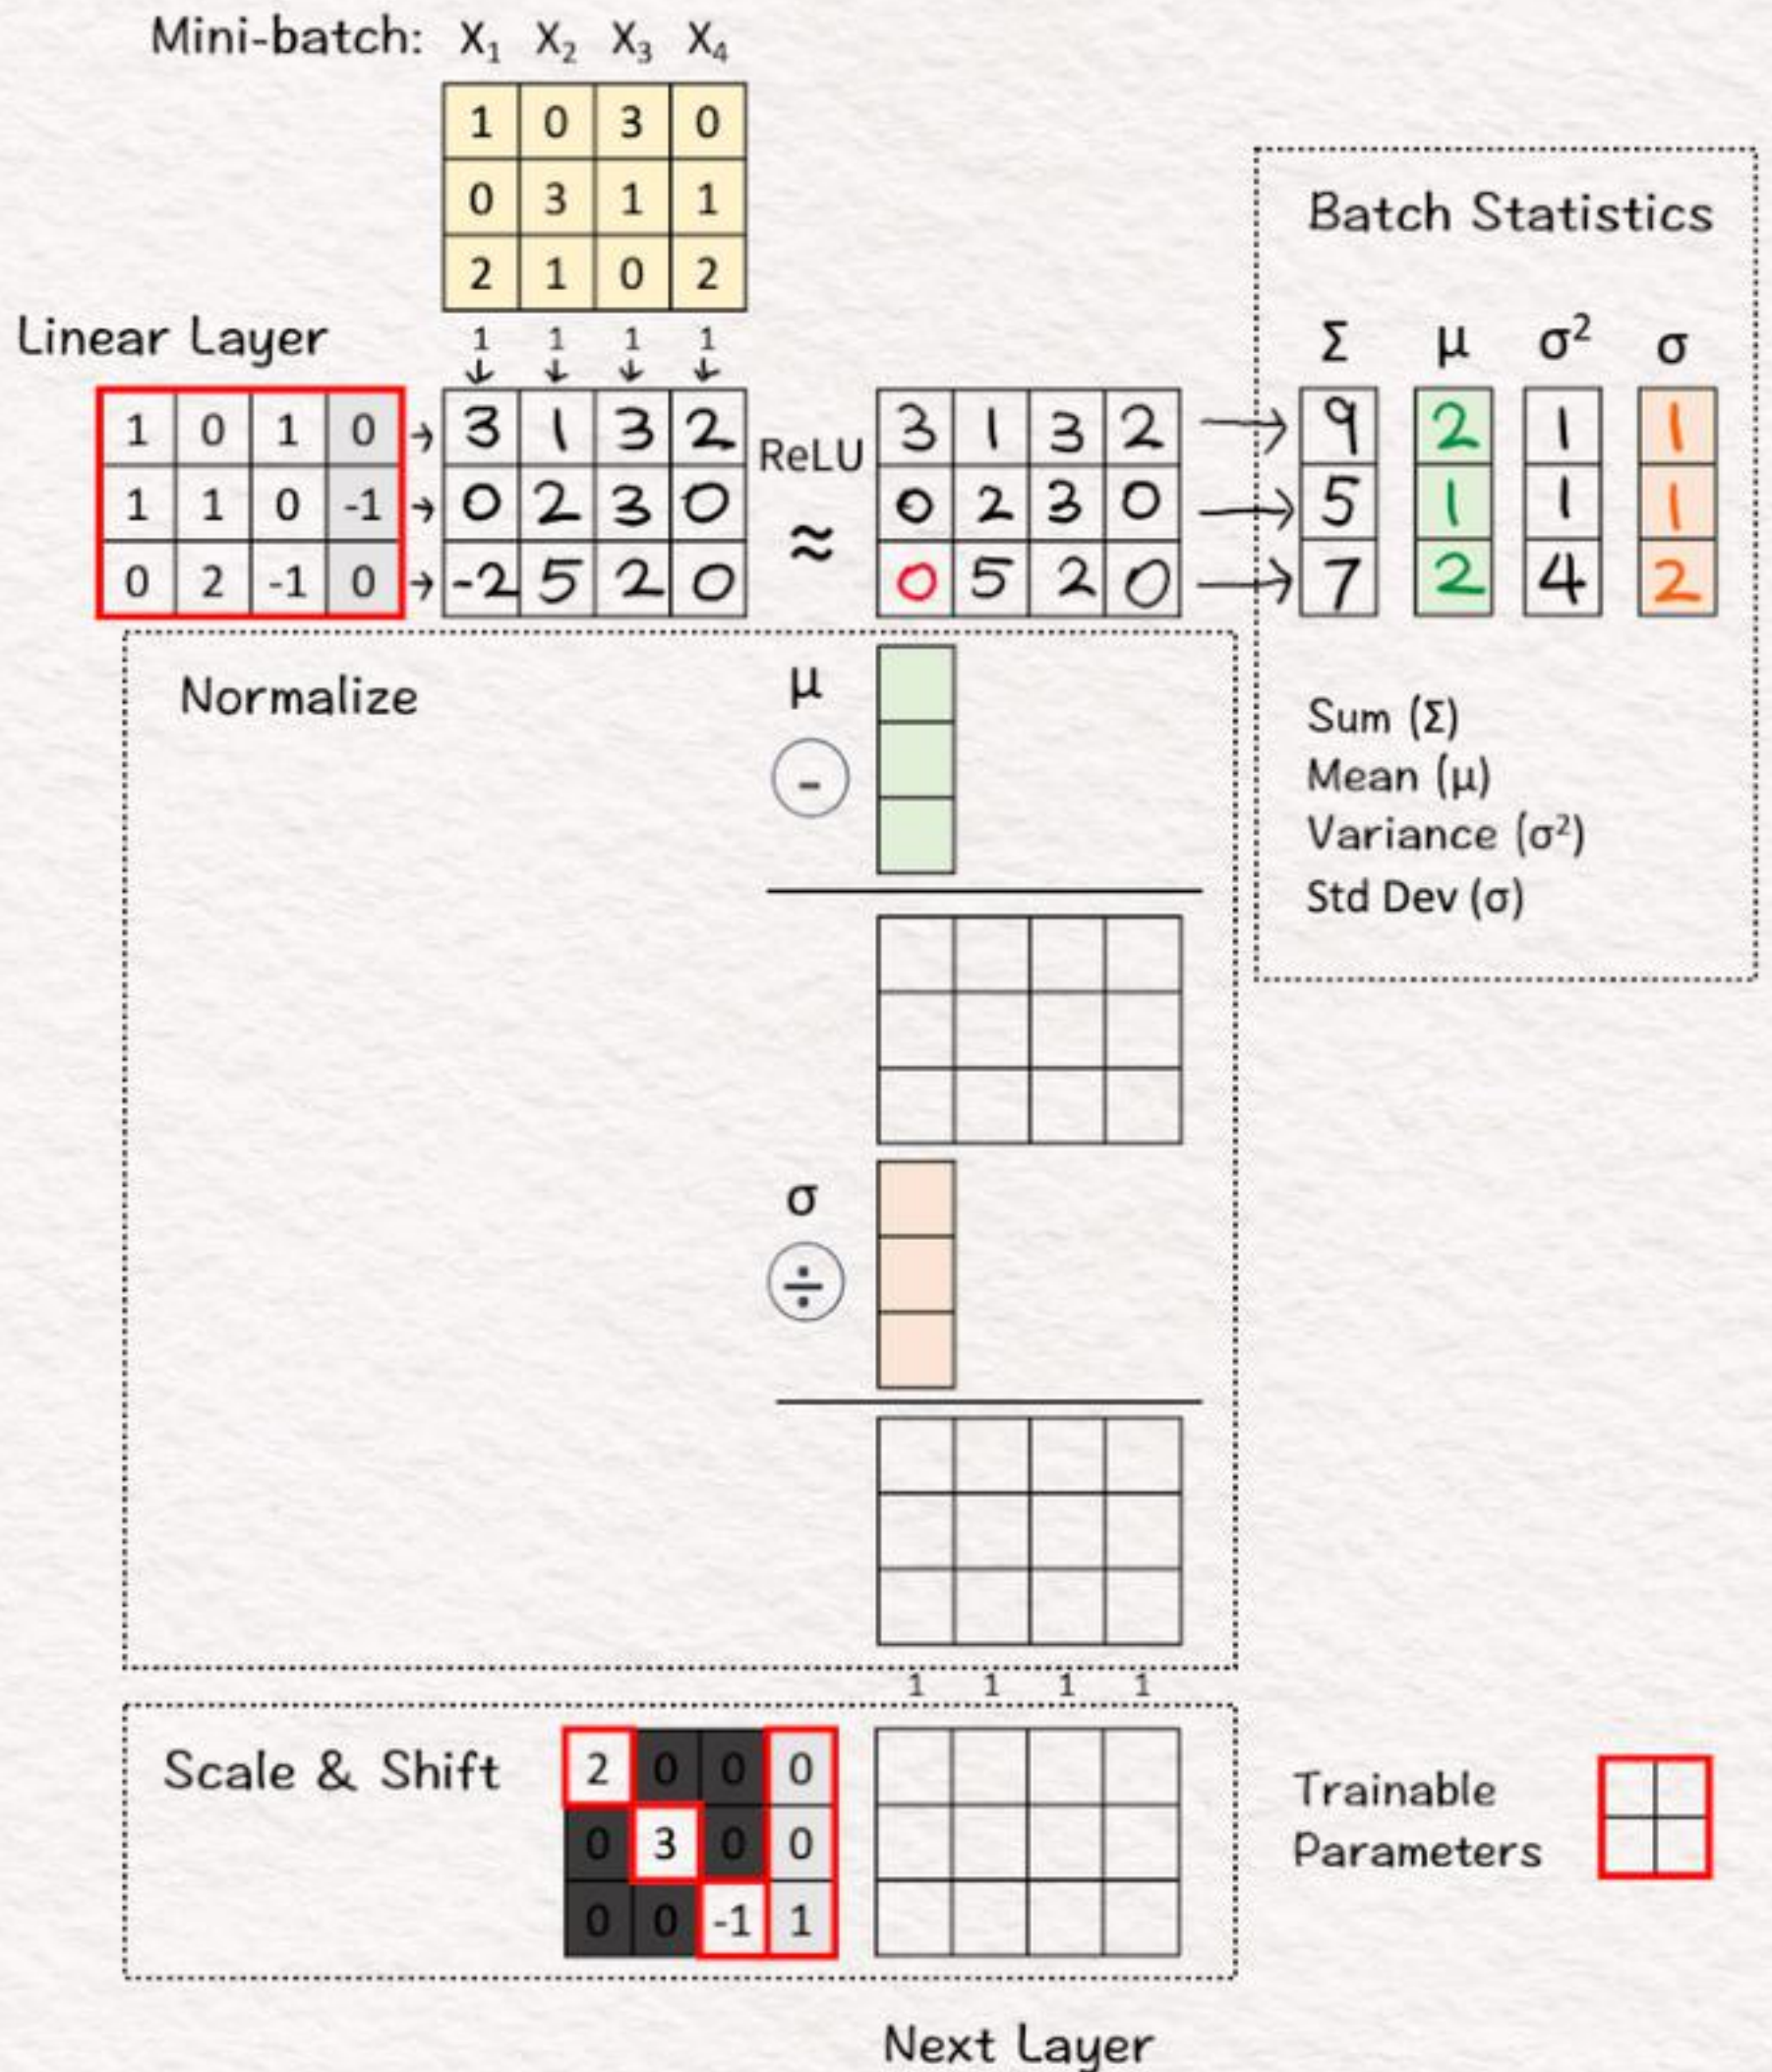 Mini-batch: X₁ X₂ X₃ X₄
1 0 3 0
0 3 1 1
2 1 0 2
Batch Statistics
Linear Layer
1 1 1 1
↓ ↓ ↓ ↓
Σ μ σ² σ
1 0 1 0 → 3 1 3 2 ReLU 3 1 3 2 → 9 2 1 1
1 1 0 -1 → 0 2 3 0 ≈ 0 2 3 0 → 5 1 1 1
0 2 -1 0 → -2 5 2 0 0 5 2 0 → 7 2 4 2
Normalize
μ
-
Sum (Σ)
Mean (μ)
Variance (σ²)
Std Dev (σ)
σ
÷
1 1 1 1
Scale & Shift
2 0 0 0
0 3 0 0
0 0 -1 1
Trainable
Parameters
Next Layer